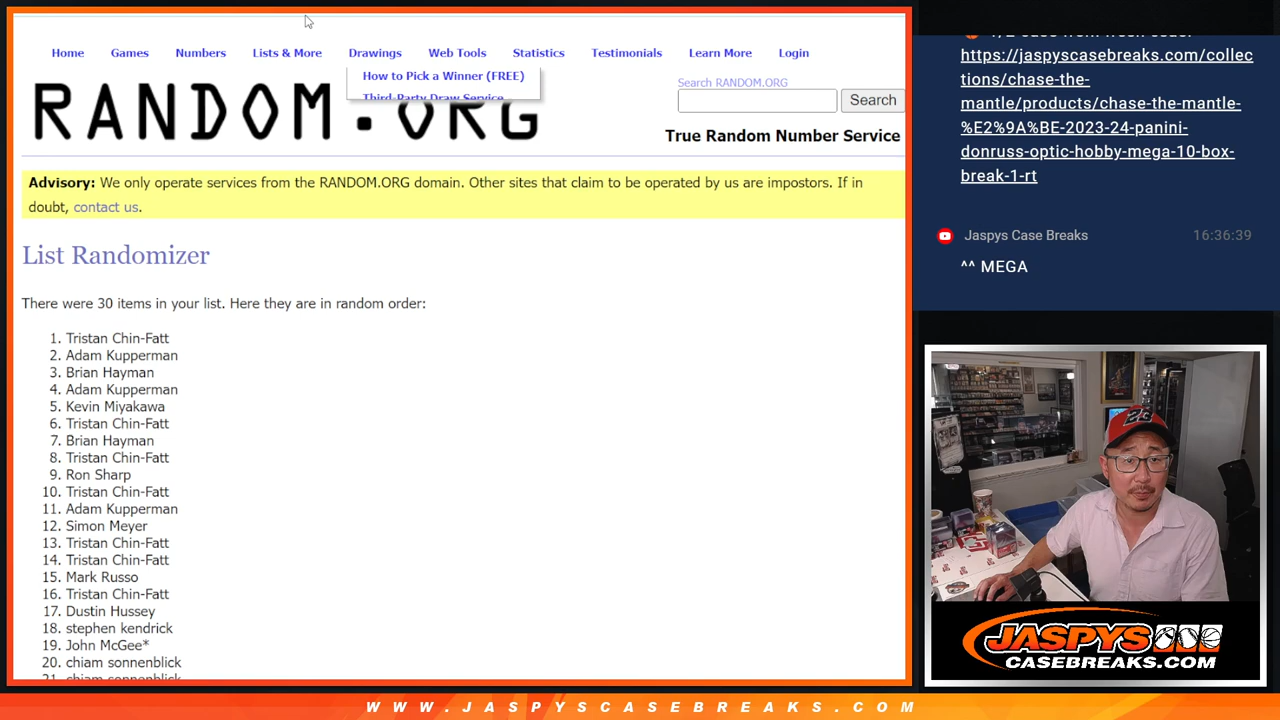 Home Games Numbers Lists & More Drawings Web Tools Statistics Testimonials Learn More Login
How to Pick a Winner (FREE)
Third-Party Draw Service
RANDOM.ORG
Search RANDOM.ORG
Search
True Random Number Service
Advisory: We only operate services from the RANDOM.ORG domain. Other sites that claim to be operated by us are impostors. If in
doubt, contact us.
List Randomizer
There were 30 items in your list. Here they are in random order:
1. Tristan Chin-Fatt
2. Adam Kupperman
3. Brian Hayman
4. Adam Kupperman
5. Kevin Miyakawa
6. Tristan Chin-Fatt
7. Brian Hayman
8. Tristan Chin-Fatt
9. Ron Sharp
10. Tristan Chin-Fatt
11. Adam Kupperman
12. Simon Meyer
13. Tristan Chin-Fatt
14. Tristan Chin-Fatt
15. Mark Russo
16. Tristan Chin-Fatt
17. Dustin Hussey
18. stephen kendrick
19. John McGee*
20. chiam sonnenblick
21. chiam sonnenblick
https://jaspyscasebreaks.com/collec
tions/chase-the-
mantle/products/chase-the-mantle-
%E2%9A%BE-2023-24-panini-
donruss-optic-hobby-mega-10-box-
break-1-rt
Jaspys Case Breaks 16:36:39
^^ MEGA
23
JASPYS
CASEBREAKS.COM
WWW.JASPYSCASEBREAKS.COM